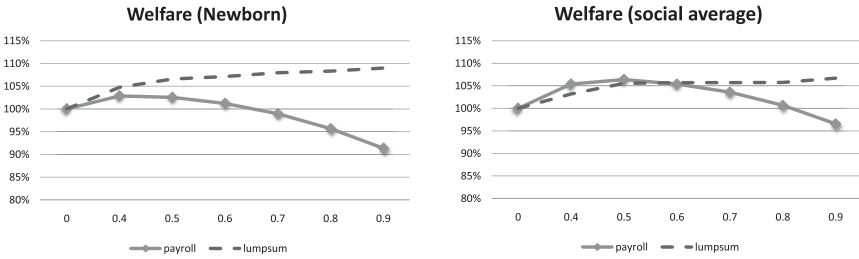 Welfare (Newborn)
115%
110%
105%
100%
95%
90%
85%
80%
0 0.4 0.5 0.6 0.7 0.8 0.9
payroll lumpsum
Welfare (social average)
115%
110%
105%
100%
95%
90%
85%
80%
0 0.4 0.5 0.6 0.7 0.8 0.9
payroll lumpsum